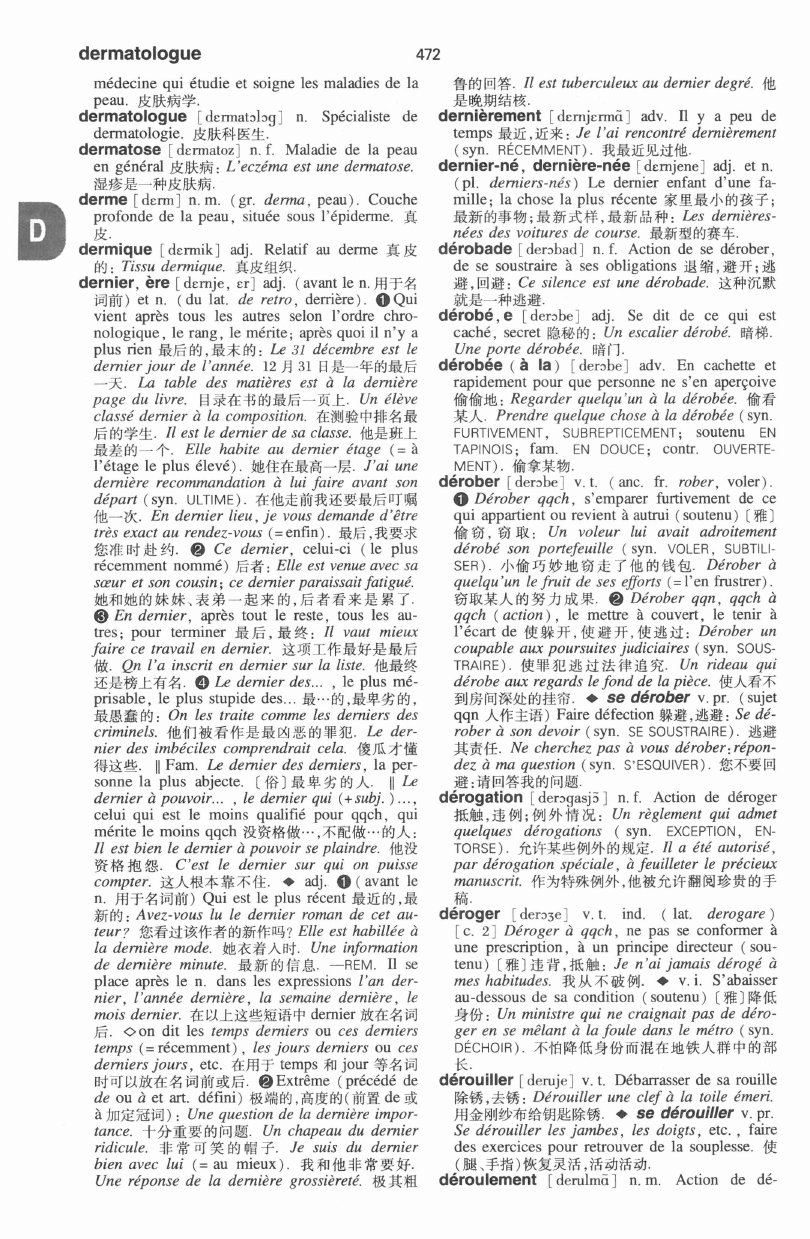 dermatologue
472
médecine qui étudie et soigne les maladies de la
peau. 皮肤病学.
dermatologue [dɛrmatɔlɔg] n. Spécialiste de
dermatologie. 皮肤科医生.
dermatose [dɛrmatoz] n. f. Maladie de la peau
en général 皮肤病: L'eczéma est une dermatose.
湿疹是一种皮肤病.
derme [dɛrm] n. m. (gr. derma, peau). Couche
profonde de la peau, située sous l'épiderme. 真
皮.
dermique [dɛrmik] adj. Relatif au derme 真皮
的: Tissu dermique. 真皮组织.
dernier, ère [dɛrnje, ɛr] adj. (avant le n. 用于名
词前) et n. (du lat. de retro, derrière). ❶ Qui
vient après tous les autres selon l'ordre chro-
nologique, le rang, le mérite; après quoi il n'y a
plus rien 最后的,最末的: Le 31 décembre est le
dernier jour de l'année. 12 月 31 日是一年的最后
一天. La table des matières est à la dernière
page du livre. 目录在书的最后一页上. Un élève
classé dernier à la composition. 在测验中排名最
后的学生. Il est le dernier de sa classe. 他是班上
最差的一个. Elle habite au dernier étage (= à
l'étage le plus élevé). 她住在最高一层. J'ai une
dernière recommandation à lui faire avant son
départ (syn. ULTIME). 在他走前我还要最后叮嘱
他一次. En dernier lieu, je vous demande d'être
très exact au rendez-vous (=enfin). 最后,我要求
您准时赴约. ❷ Ce dernier, celui-ci (le plus
récemment nommé) 后者: Elle est venue avec sa
sœur et son cousin; ce dernier paraissait fatigué.
她和她的妹妹、表弟一起来的,后者看来是累了.
❸ En dernier, après tout le reste, tous les au-
tres; pour terminer 最后,最终: Il vaut mieux
faire ce travail en dernier. 这项工作最好是最后
做. Qn l'a inscrit en dernier sur la liste. 他最终
还是榜上有名. ❹ Le dernier des... , le plus mé-
prisable, le plus stupide des... 最…的,最卑劣的,
最愚蠢的: On les traite comme les derniers des
criminels. 他们被看作是最凶恶的罪犯. Le der-
nier des imbéciles comprendrait cela. 傻瓜才懂
得这些. ‖ Fam. Le dernier des derniers, la per-
sonne la plus abjecte. 〔俗〕最卑劣的人. ‖ Le
dernier à pouvoir... , le dernier qui (+subj.)...,
celui qui est le moins qualifié pour qqch, qui
mérite le moins qqch 没资格做…,不配做…的人:
Il est bien le dernier à pouvoir se plaindre. 他没
资格抱怨. C'est le dernier sur qui on puisse
compter. 这人根本靠不住. ◆ adj. ❶ (avant le
n. 用于名词前) Qui est le plus récent 最近的,最
新的: Avez-vous lu le dernier roman de cet au-
teur? 您看过该作者的新作吗? Elle est habillée à
la dernière mode. 她衣着入时. Une information
de dernière minute. 最新的信息. —REM. Il se
place après le n. dans les expressions l'an der-
nier, l'année dernière, la semaine dernière, le
mois dernier. 在以上这些短语中 dernier 放在名词
后. ◇on dit les temps derniers ou ces derniers
temps (=récemment), les jours derniers ou ces
derniers jours, etc. 在用于 temps 和 jour 等名词
时可以放在名词前或后. ❷ Extrême (précédé de
de ou à et art. défini) 极端的,高度的(前置 de 或
à 加定冠词): Une question de la dernière impor-
tance. 十分重要的问题. Un chapeau du dernier
ridicule. 非常可笑的帽子. Je suis du dernier
bien avec lui (= au mieux). 我和他非常要好.
Une réponse de la dernière grossièreté. 极其粗
鲁的回答. Il est tuberculeux au dernier degré. 他
是晚期结核.
dernièrement [dɛrnjɛrmɑ̃] adv. Il y a peu de
temps 最近,近来: Je l'ai rencontré dernièrement
(syn. RÉCEMMENT). 我最近见过他.
dernier-né, dernière-née [dɛrnjene] adj. et n.
(pl. derniers-nés) Le dernier enfant d'une fa-
mille; la chose la plus récente 家里最小的孩子;
最新的事物;最新式样,最新品种: Les dernières-
nées des voitures de course. 最新型的赛车.
dérobade [derɔbad] n. f. Action de se dérober,
de se soustraire à ses obligations 退缩,避开;逃
避,回避: Ce silence est une dérobade. 这种沉默
就是一种逃避.
dérobé, e [derɔbe] adj. Se dit de ce qui est
caché, secret 隐秘的: Un escalier dérobé. 暗梯.
Une porte dérobée. 暗门.
dérobée (à la) [derɔbe] adv. En cachette et
rapidement pour que personne ne s'en aperçoive
偷偷地: Regarder quelqu'un à la dérobée. 偷看
某人. Prendre quelque chose à la dérobée (syn.
FURTIVEMENT, SUBREPTICEMENT; soutenu EN
TAPINOIS; fam. EN DOUCE; contr. OUVERTE-
MENT). 偷拿某物.
dérober [derɔbe] v. t. (anc. fr. rober, voler).
❶ Dérober qqch, s'emparer furtivement de ce
qui appartient ou revient à autrui (soutenu)〔雅〕
偷窃,窃取: Un voleur lui avait adroitement
dérobé son portefeuille (syn. VOLER, SUBTILI-
SER). 小偷巧妙地窃走了他的钱包. Dérober à
quelqu'un le fruit de ses efforts (=l'en frustrer).
窃取某人的努力成果. ❷ Dérober qqn, qqch à
qqch (action), le mettre à couvert, le tenir à
l'écart de 使躲开,使避开,使逃过: Dérober un
coupable aux poursuites judiciaires (syn. SOUS-
TRAIRE). 使罪犯逃过法律追究. Un rideau qui
dérobe aux regards le fond de la pièce. 使人看不
到房间深处的挂帘. ◆ se dérober v. pr. (sujet
qqn 人作主语) Faire défection 躲避,逃避: Se dé-
rober à son devoir (syn. SE SOUSTRAIRE). 逃避
其责任. Ne cherchez pas à vous dérober;répon-
dez à ma question (syn. S'ESQUIVER). 您不要回
避:请回答我的问题.
dérogation [derɔgasjɔ̃] n. f. Action de déroger
抵触,违例;例外情况: Un règlement qui admet
quelques dérogations (syn. EXCEPTION, EN-
TORSE). 允许某些例外的规定. Il a été autorisé,
par dérogation spéciale, à feuilleter le précieux
manuscrit. 作为特殊例外,他被允许翻阅珍贵的手
稿.
déroger [derɔʒe] v. t. ind. (lat. derogare)
[c. 2] Déroger à qqch, ne pas se conformer à
une prescription, à un principe directeur (sou-
tenu)〔雅〕违背,抵触: Je n'ai jamais dérogé à
mes habitudes. 我从不破例. ◆ v. i. S'abaisser
au-dessous de sa condition (soutenu)〔雅〕降低
身份: Un ministre qui ne craignait pas de déro-
ger en se mêlant à la foule dans le métro (syn.
DÉCHOIR). 不怕降低身份而混在地铁人群中的部
长.
dérouiller [deruje] v. t. Débarrasser de sa rouille
除锈,去锈: Dérouiller une clef à la toile émeri.
用金刚纱布给钥匙除锈. ◆ se dérouiller v. pr.
Se dérouiller les jambes, les doigts, etc., faire
des exercices pour retrouver de la souplesse. 使
(腿、手指)恢复灵活,活动活动.
déroulement [derulmɑ̃] n. m. Action de dé-
D